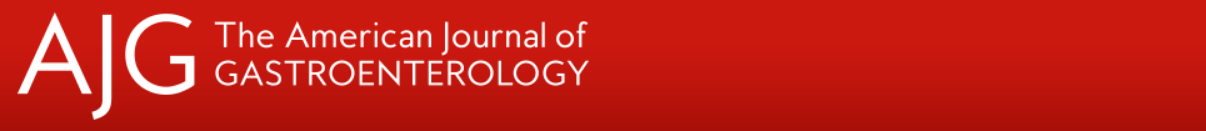 AJG
The American Journal of
GASTROENTEROLOGY